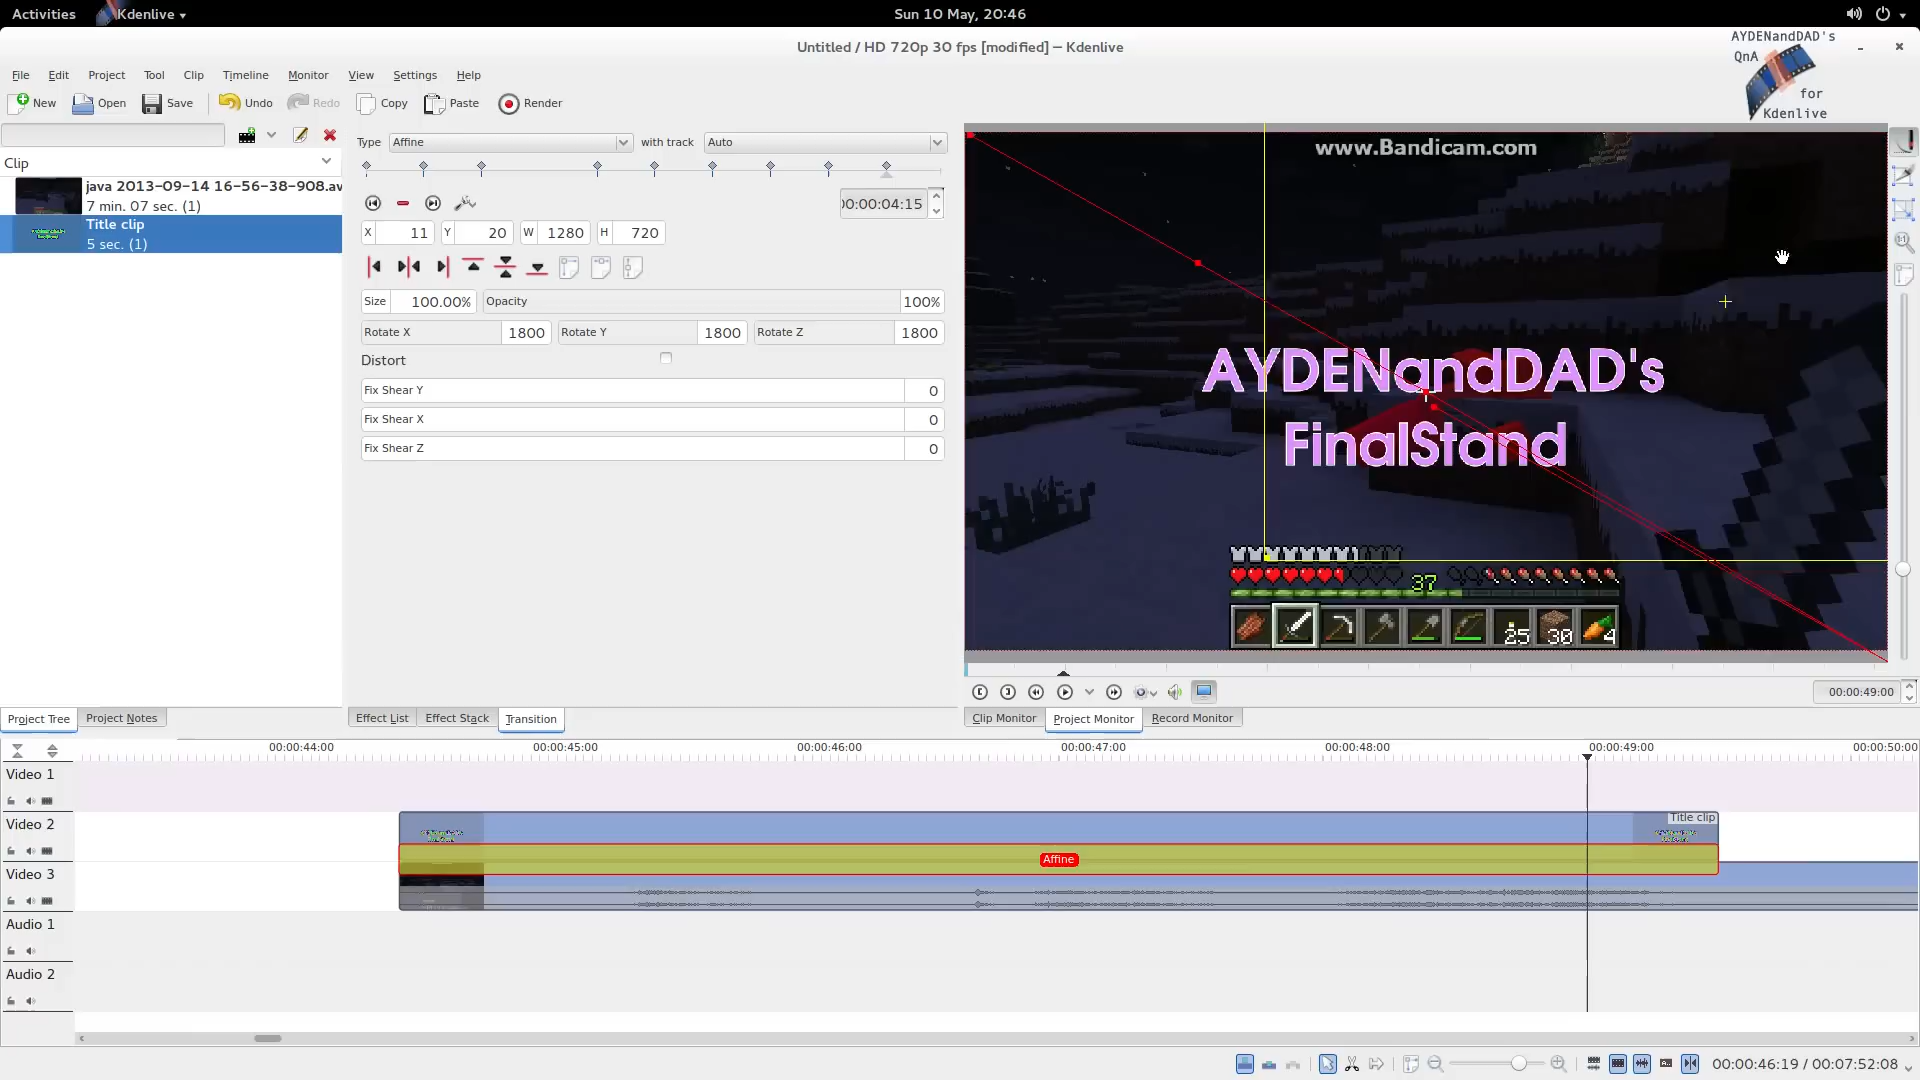 Activities
Kdenlive
Sun 10 May, 20:46
Untitled / HD 720p 30 fps [modified] — Kdenlive
AYDENandDAD's
QnA
for
Kdenlive
File Edit Project Tool Clip Timeline Monitor View Settings Help
New Open Save Undo Redo Copy Paste Render
Clip
java 2013-09-14 16-56-38-908.av
7 min. 07 sec. (1)
Title clip
5 sec. (1)
Type Affine with track Auto
00:00:04:15
X 11 Y 20 W 1280 H 720
Size 100.00% Opacity 100%
Rotate X 1800 Rotate Y 1800 Rotate Z 1800
Distort
Fix Shear Y 0
Fix Shear X 0
Fix Shear Z 0
www.Bandicam.com
AYDENandDAD's
FinalStand
37
25 30 4
1:1
00:00:49:00
Project Tree Project Notes
Effect List Effect Stack Transition
Clip Monitor Project Monitor Record Monitor
00:00:44:00 00:00:45:00 00:00:46:00 00:00:47:00 00:00:48:00 00:00:49:00 00:00:50:00
Video 1
Video 2
Title clip
Affine
Video 3
Audio 1
Audio 2
00:00:46:19 / 00:07:52:08